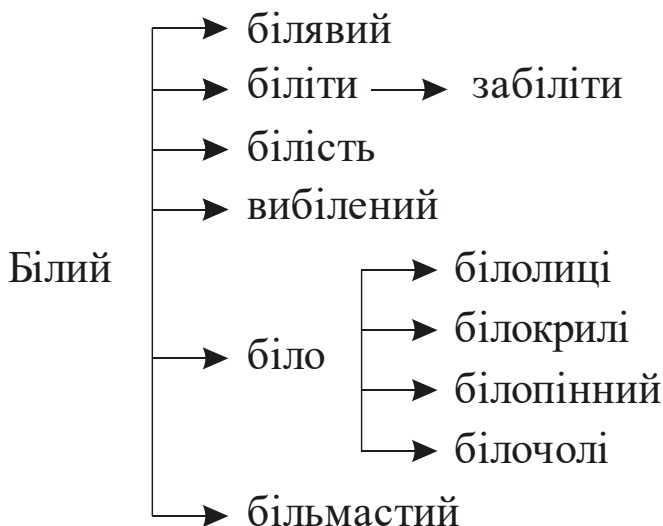 білявий
біліти забіліти
білість
вибілений
Білий
білолиці
білокрилі
біло
білопінний
білочолі
більмастий